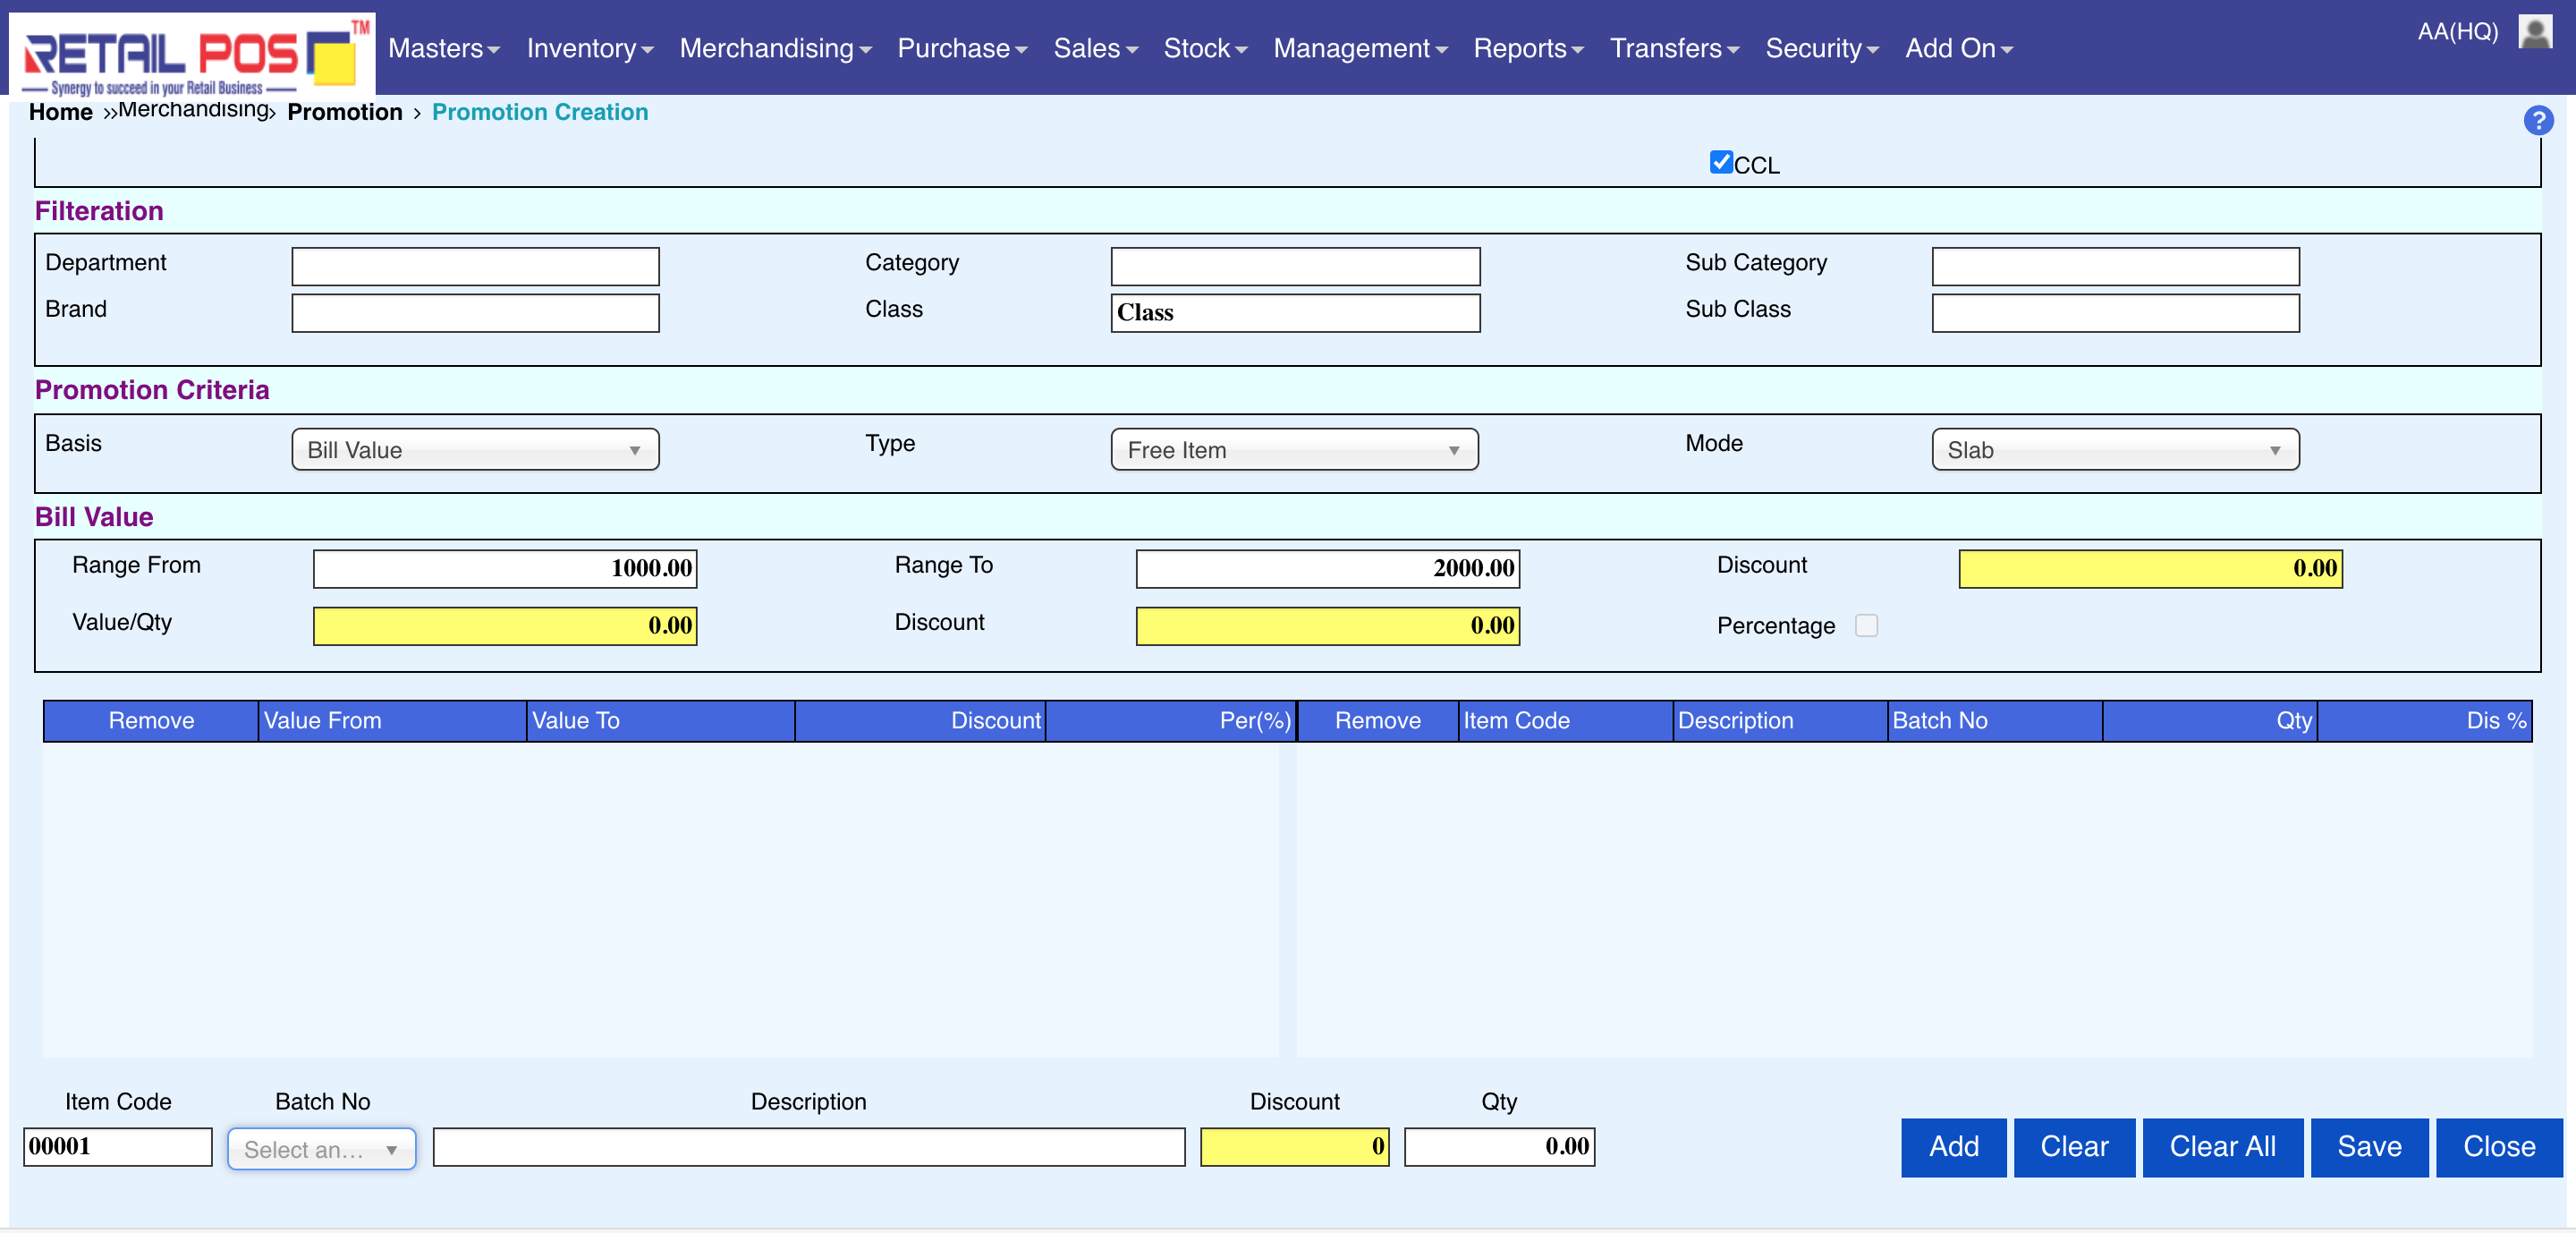 RETAIL POS TM
Synergy to succeed in your Retail Business
Masters Inventory Merchandising Purchase Sales Stock Management Reports Transfers Security Add On
AA(HQ)
Home »Merchandising› Promotion › Promotion Creation
?
CCL
Filteration
Department Category Sub Category
Brand Class Class Sub Class
Promotion Criteria
Basis Bill Value Type Free Item Mode Slab
Bill Value
Range From 1000.00 Range To 2000.00 Discount 0.00
Value/Qty 0.00 Discount 0.00 Percentage
Remove Value From Value To Discount Per(%) Remove Item Code Description Batch No Qty Dis %
Item Code Batch No Description Discount Qty
00001 Select an... 0 0.00 Add Clear Clear All Save Close